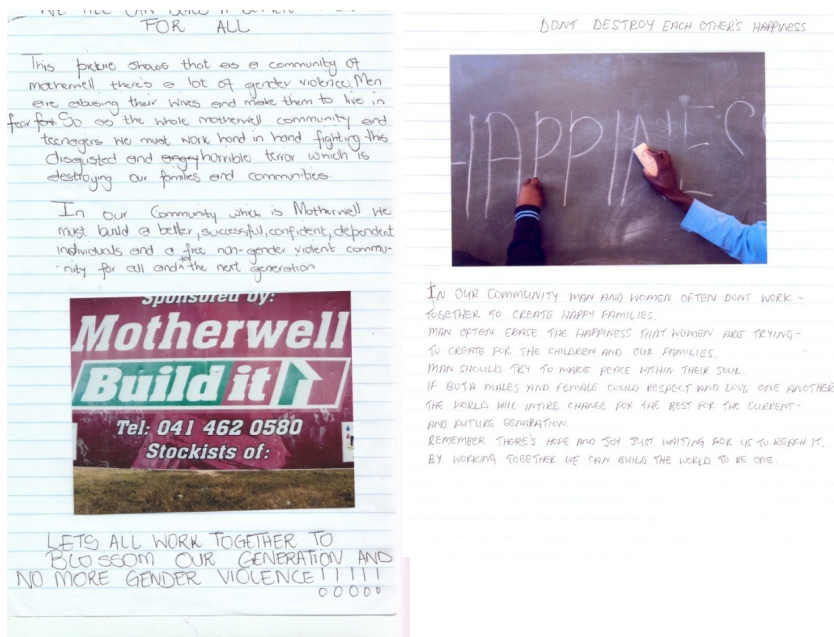 FOR ALL
This picture shows that as a community of
motherwell there's a lot of gender violence. Men
are abusing their wives and make them to live in
fear So as the whole motherwell community and
teenagers we must work hand in hand fighting this
disgusted and horrible terror which is
destroying our families and communities.
In our Community which is Motherwell we
must build a better, successful, confident, dependent
individuals and a free non-gender violent commu-
-nity for all and to the next generation
Sponsored by:
Motherwell
Build it
Tel: 041 462 0580
Stockists of:
LETS ALL WORK TOGETHER TO
BLOSSOM OUR GENERATION AND
NO MORE GENDER VIOLENCE!!!!!
DONT DESTROY EACH OTHER'S HAPPINESS
HAPPINESS
IN OUR COMMUNITY MAN AND WOMEN OFTEN DONT WORK -
TOGETHER TO CREATE HAPPY FAMILIES.
MAN OFTEN ERASE THE HAPPINESS THAT WOMEN ARE TRYING -
TO CREATE FOR THE CHILDREN AND OUR FAMILIES.
MAN SHOULD TRY TO MAKE PEACE WITHIN THEIR SOUL.
IF BOTH MALES AND FEMALE COULD RESPECT AND LOVE ONE ANOTHER
THE WORLD WILL INTIRE CHANGE FOR THE BEST FOR THE CURRENT -
AND FUTURE GENARATION.
REMEMBER THERE'S HOPE AND JOY JUST WAITING FOR US TO REACH IT.
BY WORKING TOGETHER WE CAN BUILD THE WORLD TO BE ONE.